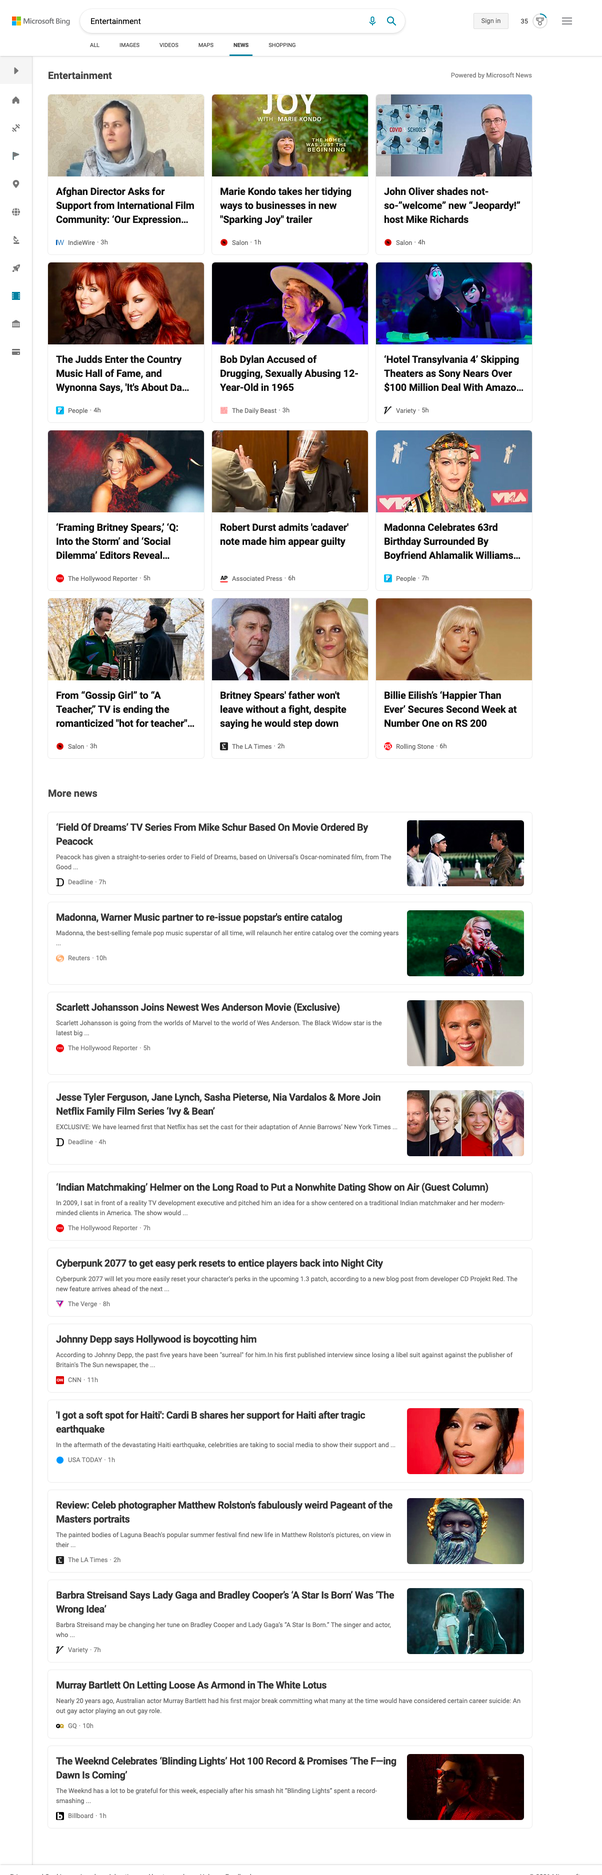 Microsoft Bing
Entertainment
Sign in
35
ALL IMAGES VIDEOS MAPS NEWS SHOPPING
Entertainment
Powered by Microsoft News
JOY
WITH MARIE KONDO
THE HOME
WAS JUST THE
BEGINNING
COVID SCHOOLS
Afghan Director Asks for
Support from International Film
Community: ‘Our Expression...
IndieWire · 3h
Marie Kondo takes her tidying
ways to businesses in new
"Sparking Joy" trailer
Salon · 1h
John Oliver shades not-
so-“welcome” new “Jeopardy!”
host Mike Richards
Salon · 4h
The Judds Enter the Country
Music Hall of Fame, and
Wynonna Says, 'It's About Da...
People · 4h
Bob Dylan Accused of
Drugging, Sexually Abusing 12-
Year-Old in 1965
The Daily Beast · 3h
‘Hotel Transylvania 4’ Skipping
Theaters as Sony Nears Over
$100 Million Deal With Amazo...
Variety · 5h
‘Framing Britney Spears,’ ‘Q:
Into the Storm’ and ‘Social
Dilemma’ Editors Reveal...
The Hollywood Reporter · 5h
Robert Durst admits 'cadaver'
note made him appear guilty
AP Associated Press · 6h
Madonna Celebrates 63rd
Birthday Surrounded By
Boyfriend Ahlamalik Williams...
People · 7h
From “Gossip Girl” to “A
Teacher,” TV is ending the
romanticized "hot for teacher"...
Salon · 3h
Britney Spears' father won't
leave without a fight, despite
saying he would step down
The LA Times · 2h
Billie Eilish’s ‘Happier Than
Ever’ Secures Second Week at
Number One on RS 200
Rolling Stone · 6h
More news
‘Field Of Dreams’ TV Series From Mike Schur Based On Movie Ordered By
Peacock
Peacock has given a straight-to-series order to Field of Dreams, based on Universal's Oscar-nominated film, from The
Good ...
Deadline · 7h
Madonna, Warner Music partner to re-issue popstar's entire catalog
Madonna, the best-selling female pop music superstar of all time, will relaunch her entire catalog over the coming years
...
Reuters · 10h
Scarlett Johansson Joins Newest Wes Anderson Movie (Exclusive)
Scarlett Johansson is going from the worlds of Marvel to the world of Wes Anderson. The Black Widow star is the
latest big ...
The Hollywood Reporter · 5h
Jesse Tyler Ferguson, Jane Lynch, Sasha Pieterse, Nia Vardalos & More Join
Netflix Family Film Series ‘Ivy & Bean’
EXCLUSIVE: We have learned first that Netflix has set the cast for their adaptation of Annie Barrows' New York Times ...
Deadline · 4h
‘Indian Matchmaking’ Helmer on the Long Road to Put a Nonwhite Dating Show on Air (Guest Column)
In 2009, I sat in front of a reality TV development executive and pitched him an idea for a show centered on a traditional Indian matchmaker and her modern-
minded clients in America. The show would ...
The Hollywood Reporter · 7h
Cyberpunk 2077 to get easy perk resets to entice players back into Night City
Cyberpunk 2077 will let you more easily reset your character's perks in the upcoming 1.3 patch, according to a new blog post from developer CD Projekt Red. The
new feature arrives ahead of the next ...
The Verge · 8h
Johnny Depp says Hollywood is boycotting him
According to Johnny Depp, the past five years have been "surreal" for him.In his first published interview since losing a libel suit against against the publisher of
Britain's The Sun newspaper, the ...
CNN · 11h
'I got a soft spot for Haiti': Cardi B shares her support for Haiti after tragic
earthquake
In the aftermath of the devastating Haiti earthquake, celebrities are taking to social media to show their support and ...
USA TODAY · 1h
Review: Celeb photographer Matthew Rolston's fabulously weird Pageant of the
Masters portraits
The painted bodies of Laguna Beach's popular summer festival find new life in Matthew Rolston's pictures, on view in
their ...
The LA Times · 2h
Barbra Streisand Says Lady Gaga and Bradley Cooper’s ‘A Star Is Born’ Was ‘The
Wrong Idea’
Barbra Streisand may be changing her tune on Bradley Cooper and Lady Gaga's “A Star Is Born.” The singer and actor,
who ...
Variety · 7h
Murray Bartlett On Letting Loose As Armond in The White Lotus
Nearly 20 years ago, Australian actor Murray Bartlett had his first major break committing what many at the time would have considered certain career suicide: An
out gay actor playing an out gay role.
GQ · 10h
The Weeknd Celebrates ‘Blinding Lights’ Hot 100 Record & Promises ‘The F—ing
Dawn Is Coming’
The Weeknd has a lot to be grateful for this week, especially after his smash hit “Blinding Lights” spent a record-
smashing ...
Billboard · 1h